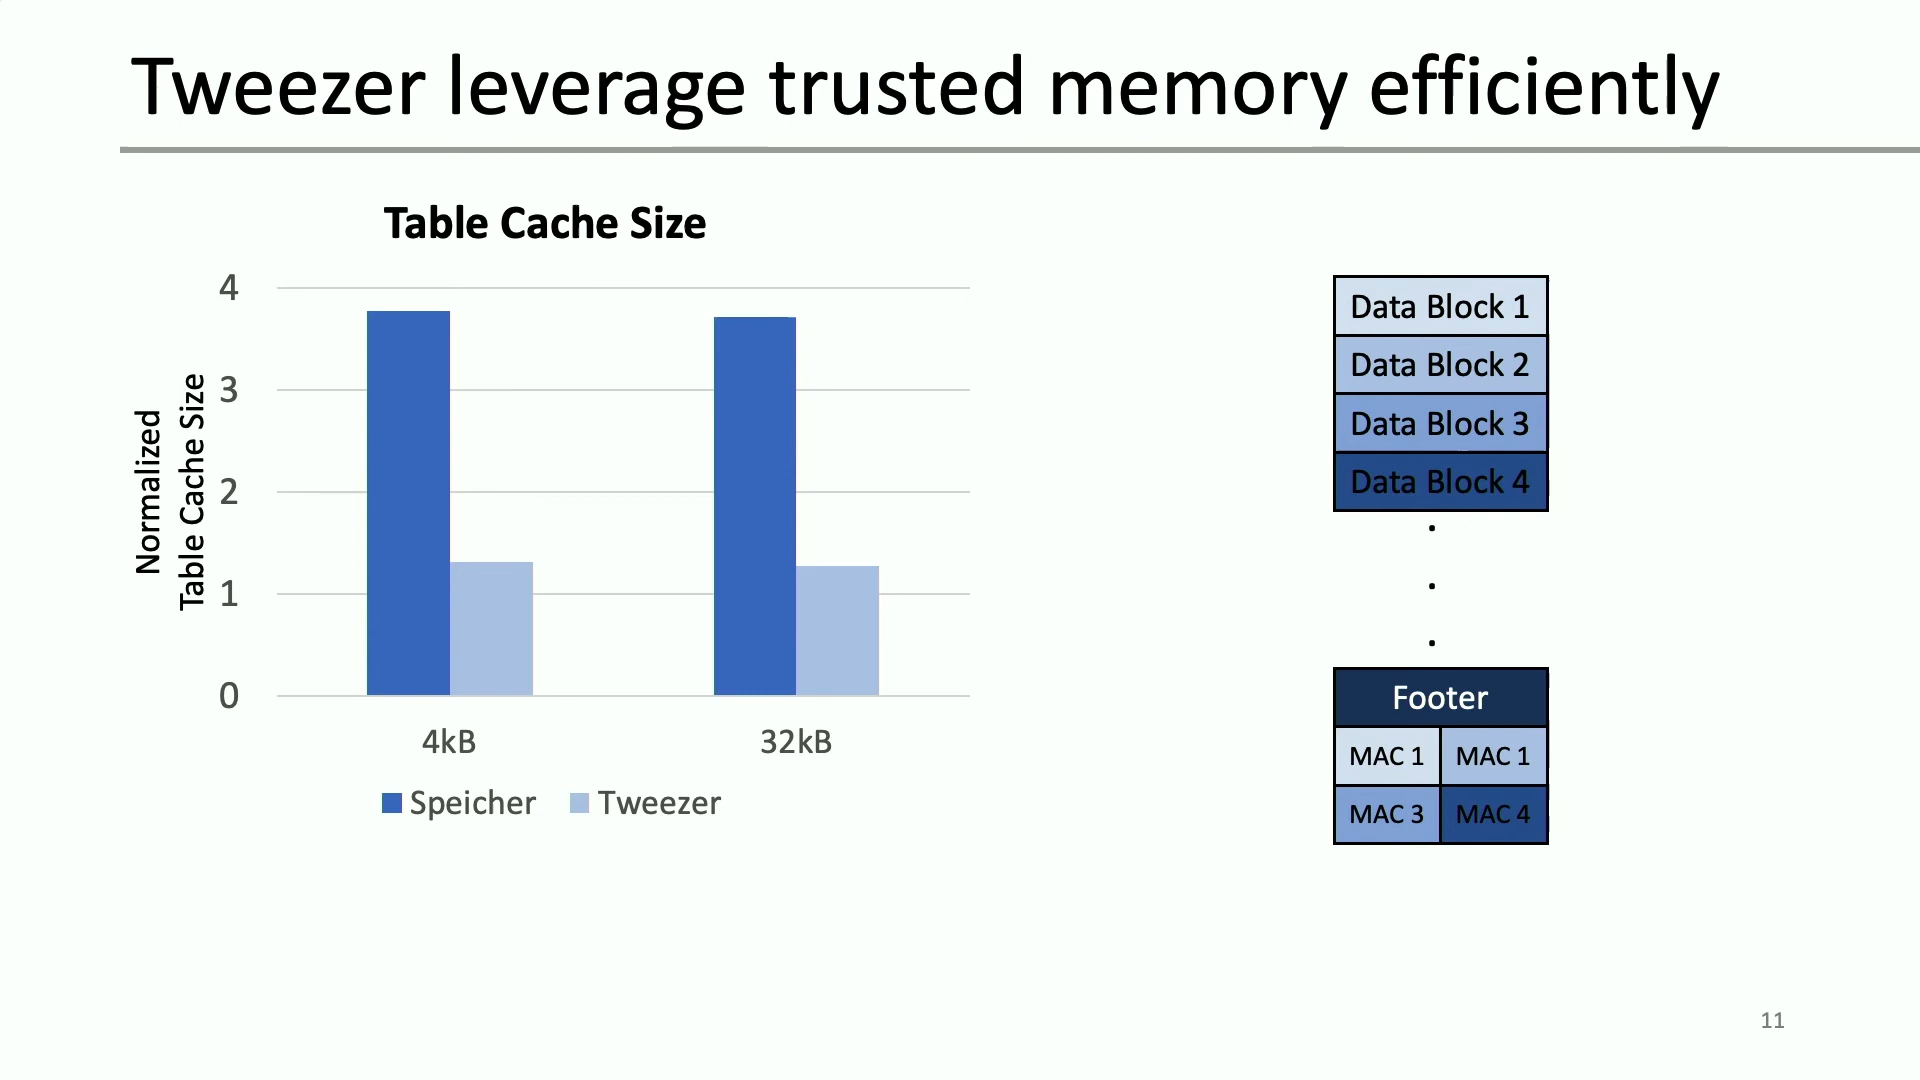 Tweezer leverage trusted memory efficiently
Table Cache Size
Normalized
Table Cache Size
4
3
2
1
0
4kB
32kB
Speicher
Tweezer
Data Block 1
Data Block 2
Data Block 3
Data Block 4
.
.
.
Footer
MAC 1
MAC 1
MAC 3
MAC 4
11